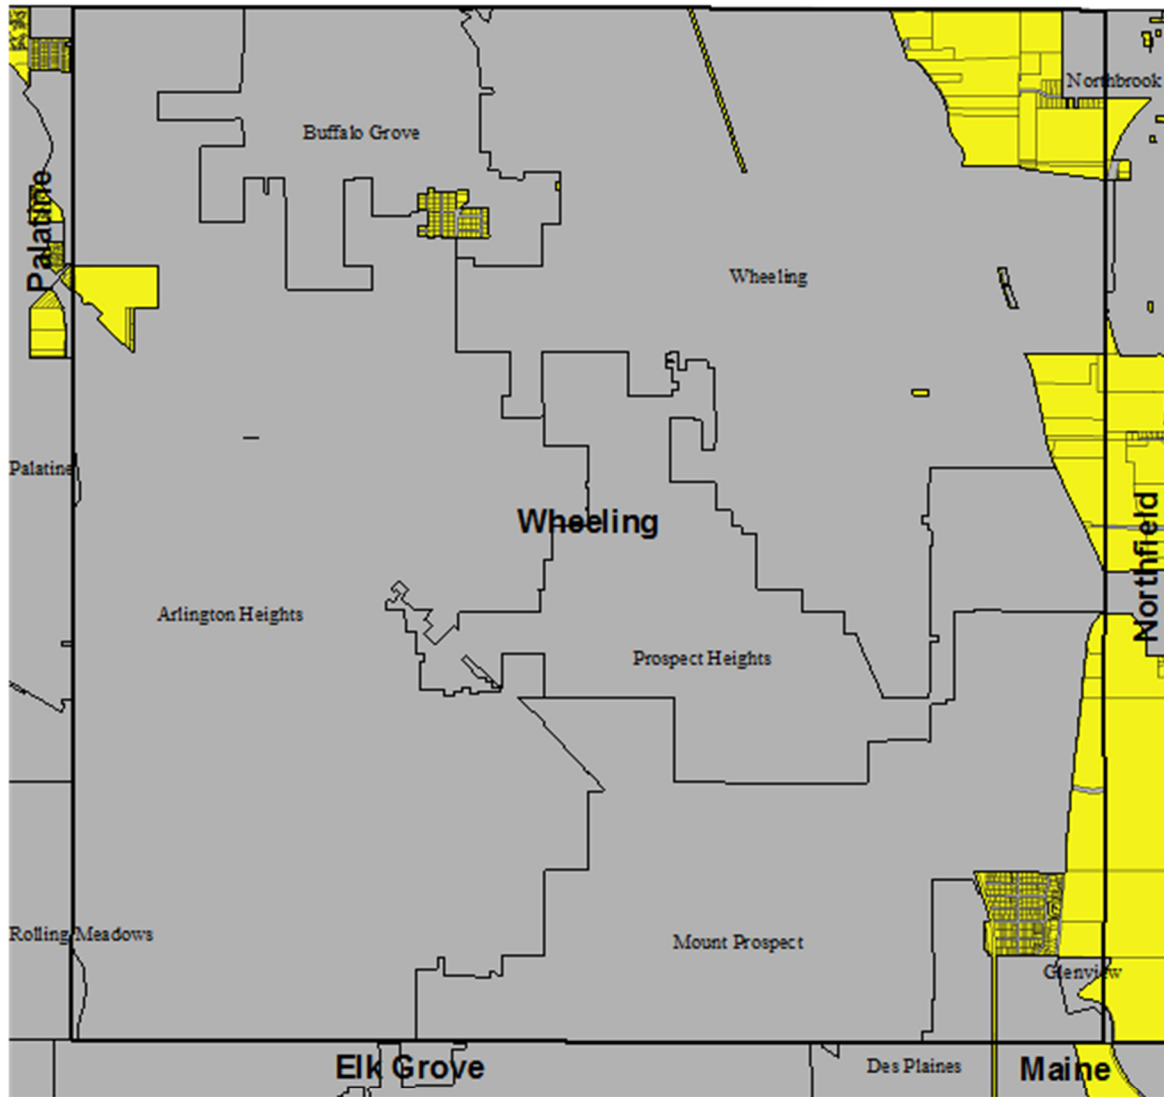 Northbrook
Buffalo Grove
Palatine
Wheeling
Palatine
Wheeling
Northfield
Arlington Heights
Prospect Heights
Rolling Meadows
Mount Prospect
Glenview
Elk Grove
Des Plaines
Maine